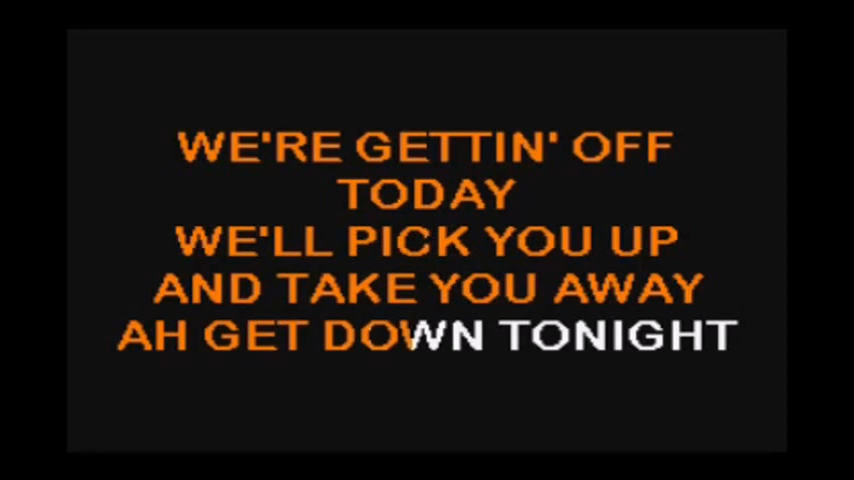 WE'RE GETTIN' OFF
TODAY
WE'LL PICK YOU UP
AND TAKE YOU AWAY
AH GET DOWN TONIGHT